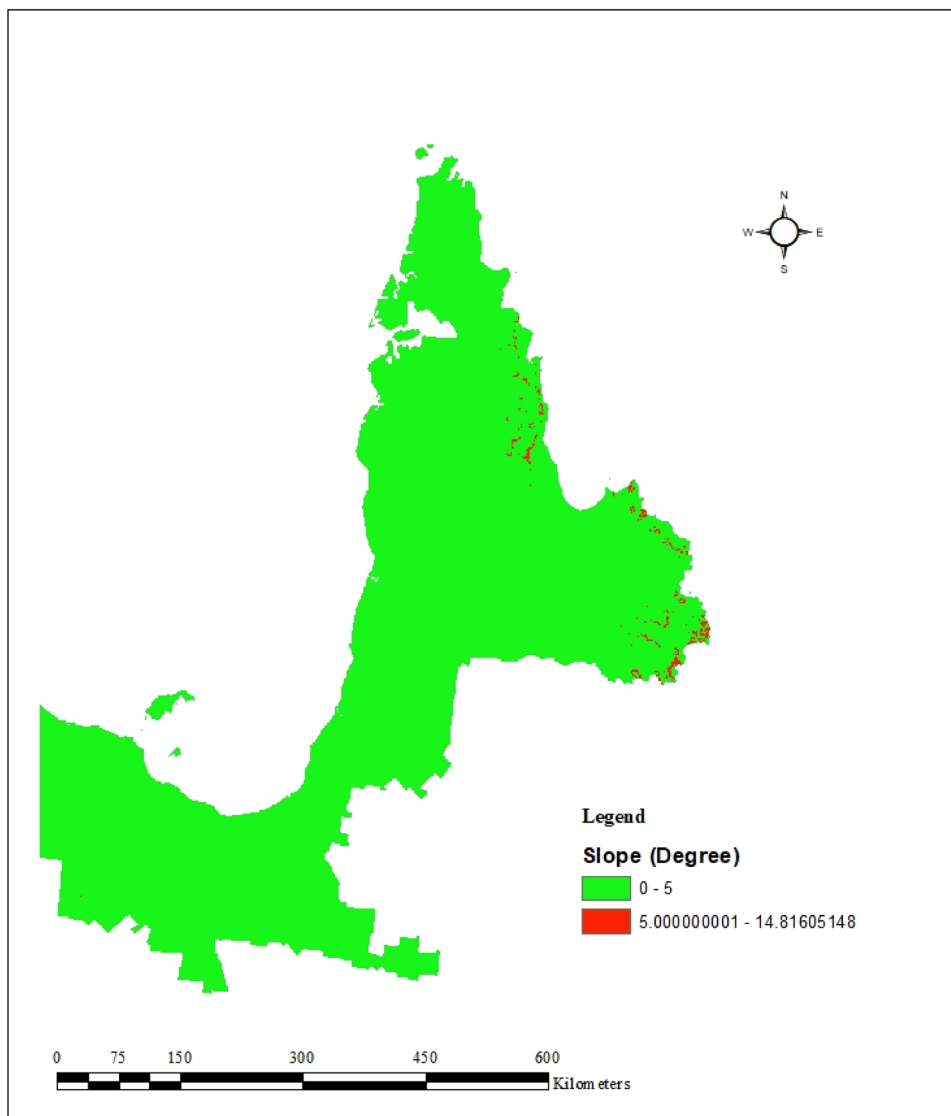 N
W E
S
Legend
Slope (Degree)
0 - 5
5.000000001 - 14.81605148
0 75 150 300 450 600
Kilometers